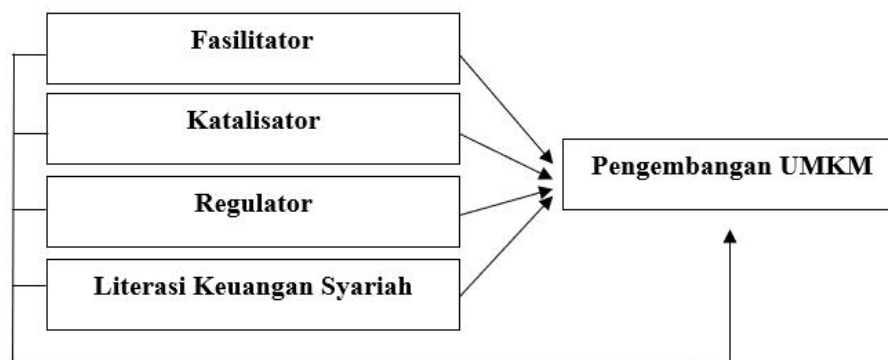 Fasilitator
Katalisator
Regulator
Literasi Keuangan Syariah
Pengembangan UMKM